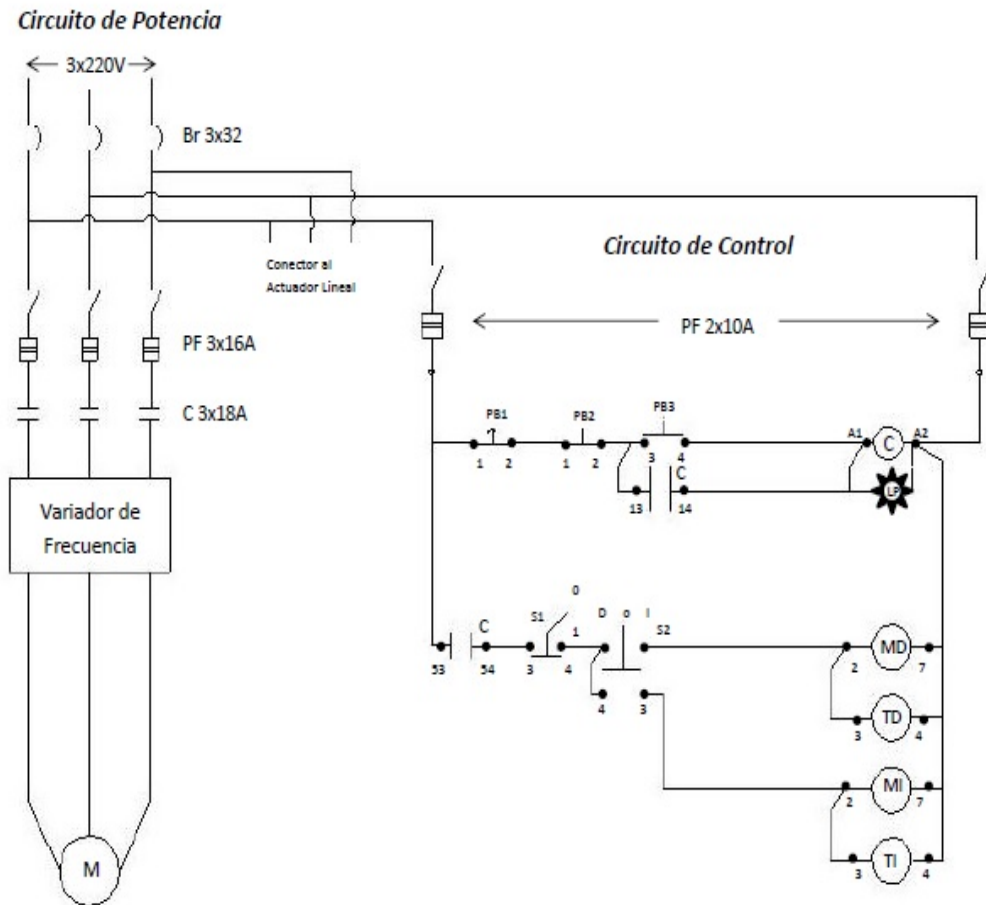 Circuito de Potencia
3x220V
Br 3x32
Conector al
Actuador Lineal
Circuito de Control
PF 3x16A
PF 2x10A
C 3x18A
PB1
PB2
PB3
A1
C
A2
1
2
1
2
3
4
C
LP
13
14
Variador de
Frecuencia
0
S1
1
D o I
S2
C
53
54
3
4
4
3
MD
2
7
TD
3
4
MI
2
7
TI
3
4
M